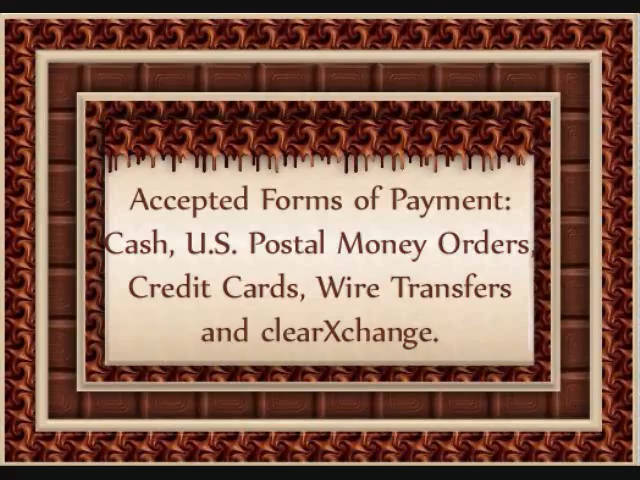 Accepted Forms of Payment:
Cash, U.S. Postal Money Orders,
Credit Cards, Wire Transfers
and clearXchange.